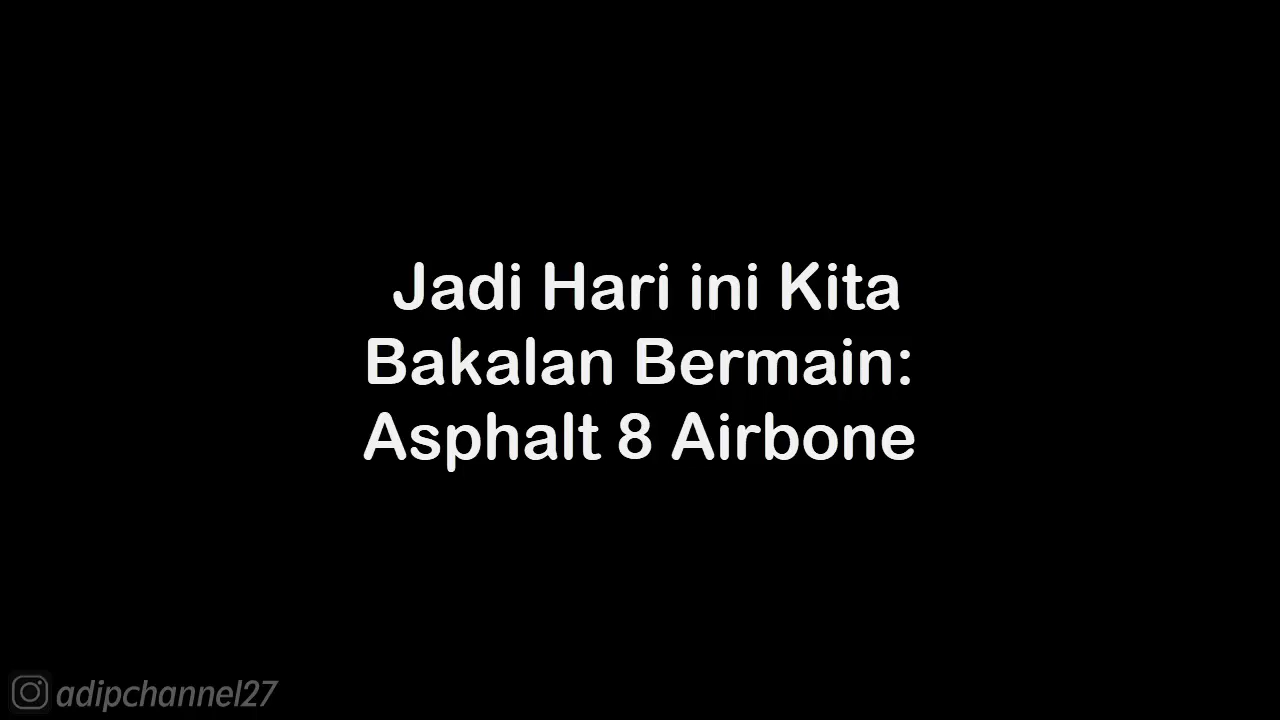 Jadi Hari ini Kita
Bakalan Bermain:
Asphalt 8 Airbone
adipchannel27